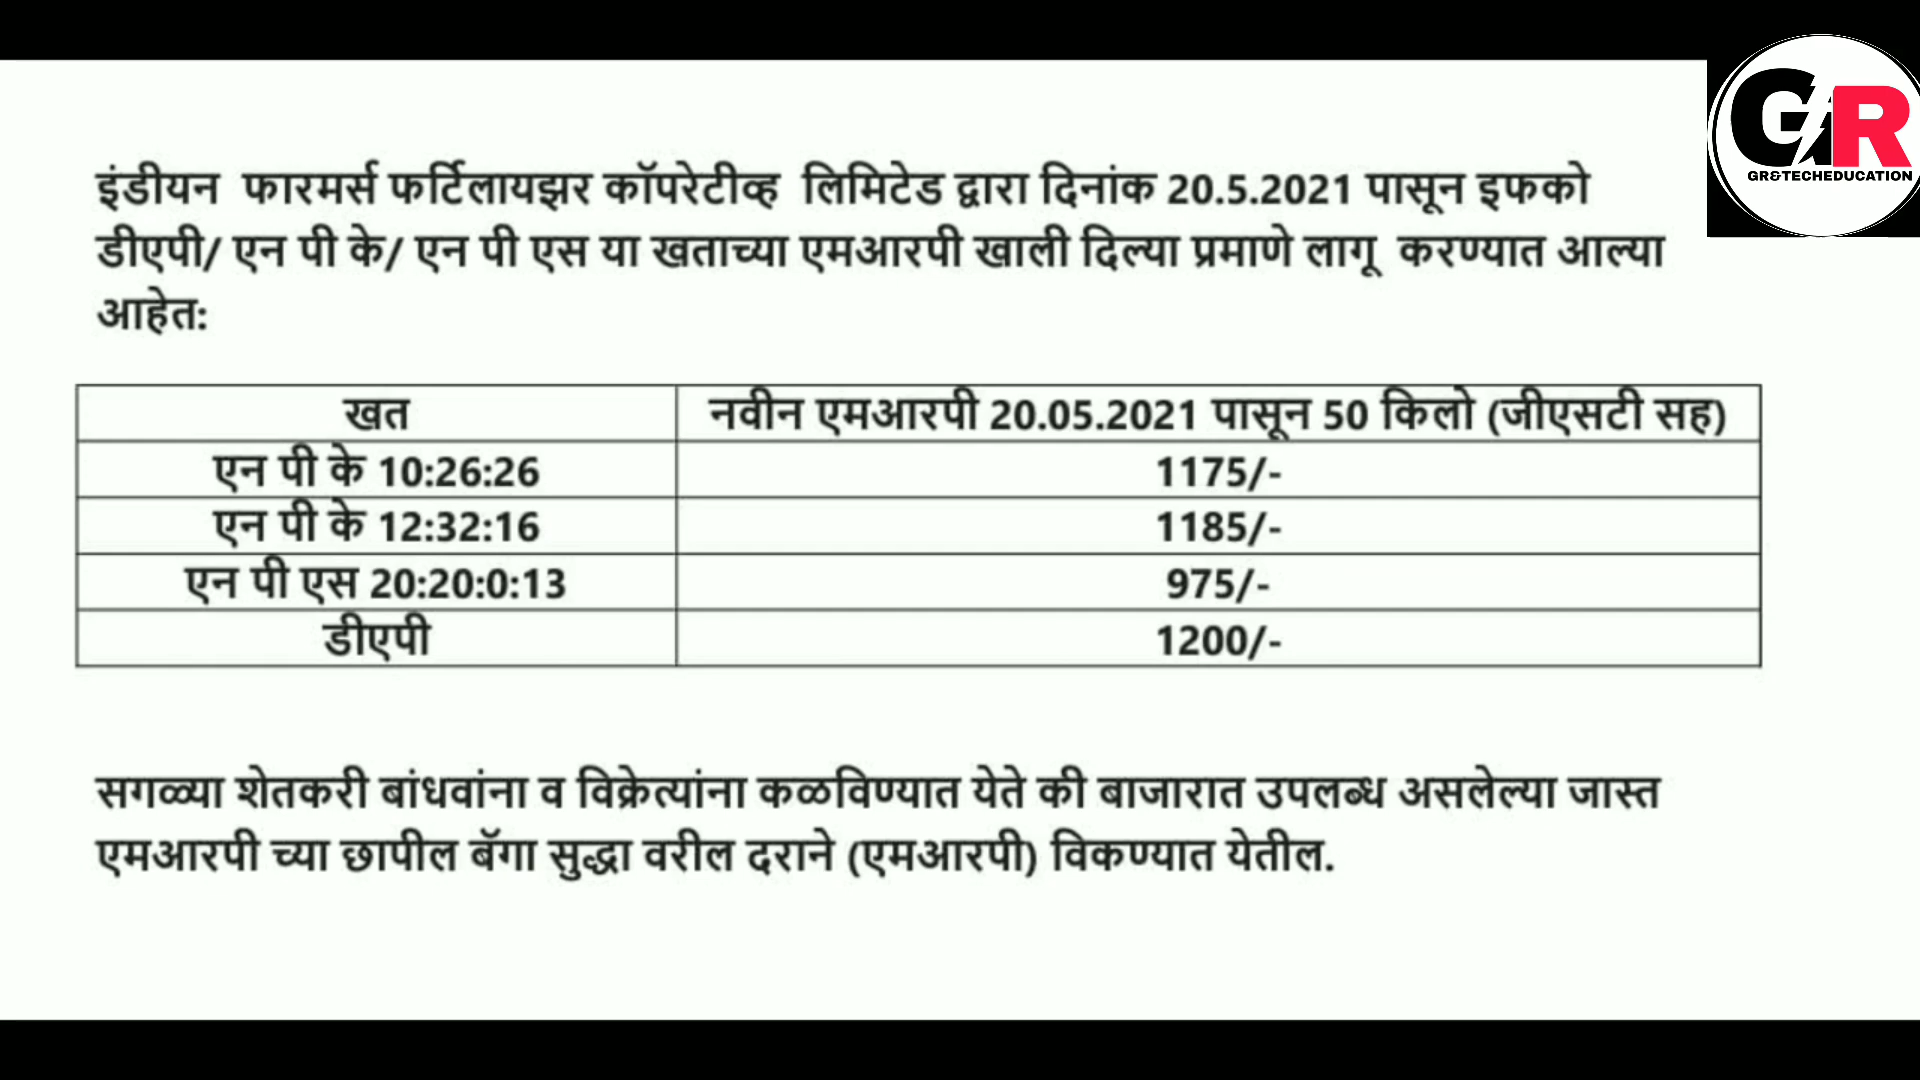 GR
GR&TECHEDUCATION
इंडीयन फारमर्स फर्टिलायझर कॉपरेटीव्ह लिमिटेड द्वारा दिनांक 20.5.2021 पासून इफको
डीएपी/ एन पी के/ एन पी एस या खताच्या एमआरपी खाली दिल्या प्रमाणे लागू करण्यात आल्या
आहेत:
खत नवीन एमआरपी 20.05.2021 पासून 50 किलो (जीएसटी सह)
एन पी के 10:26:26 1175/-
एन पी के 12:32:16 1185/-
एन पी एस 20:20:0:13 975/-
डीएपी 1200/-
सगळ्या शेतकरी बांधवांना व विक्रेत्यांना कळविण्यात येते की बाजारात उपलब्ध असलेल्या जास्त
एमआरपी च्या छापील बॅगा सुद्धा वरील दराने (एमआरपी) विकण्यात येतील.